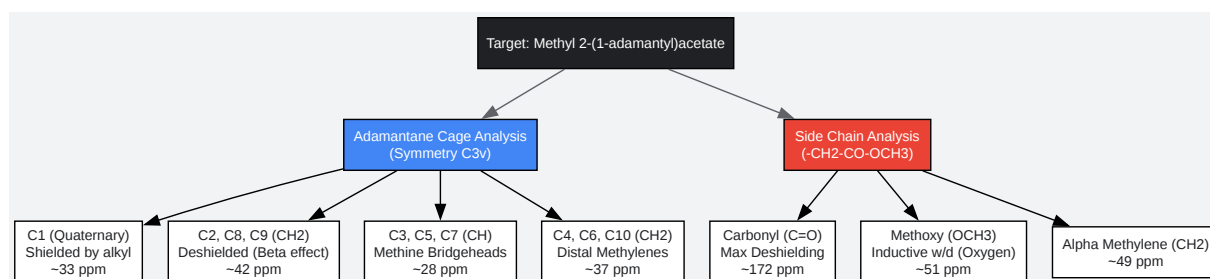 Target: Methyl 2-(1-adamantyl)acetate
Adamantane Cage Analysis
(Symmetry C3v)
Side Chain Analysis
(-CH2-CO-OCH3)
C1 (Quaternary)
Shielded by alkyl
~33 ppm
C2, C8, C9 (CH2)
Deshielded (Beta effect)
~42 ppm
C3, C5, C7 (CH)
Methine Bridgeheads
~28 ppm
C4, C6, C10 (CH2)
Distal Methylenes
~37 ppm
Carbonyl (C=O)
Max Deshielding
~172 ppm
Methoxy (OCH3)
Inductive w/d (Oxygen)
~51 ppm
Alpha Methylene (CH2)
~49 ppm